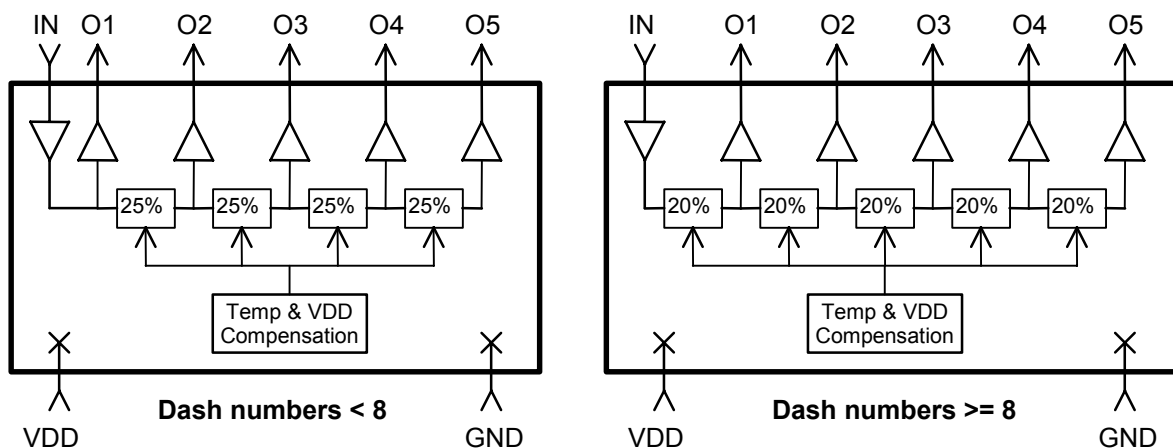 IN O1 O2 O3 O4 O5
25% 25% 25% 25%
Temp & VDD
Compensation
Dash numbers < 8
VDD GND
IN O1 O2 O3 O4 O5
20% 20% 20% 20% 20%
Temp & VDD
Compensation
Dash numbers >= 8
VDD GND